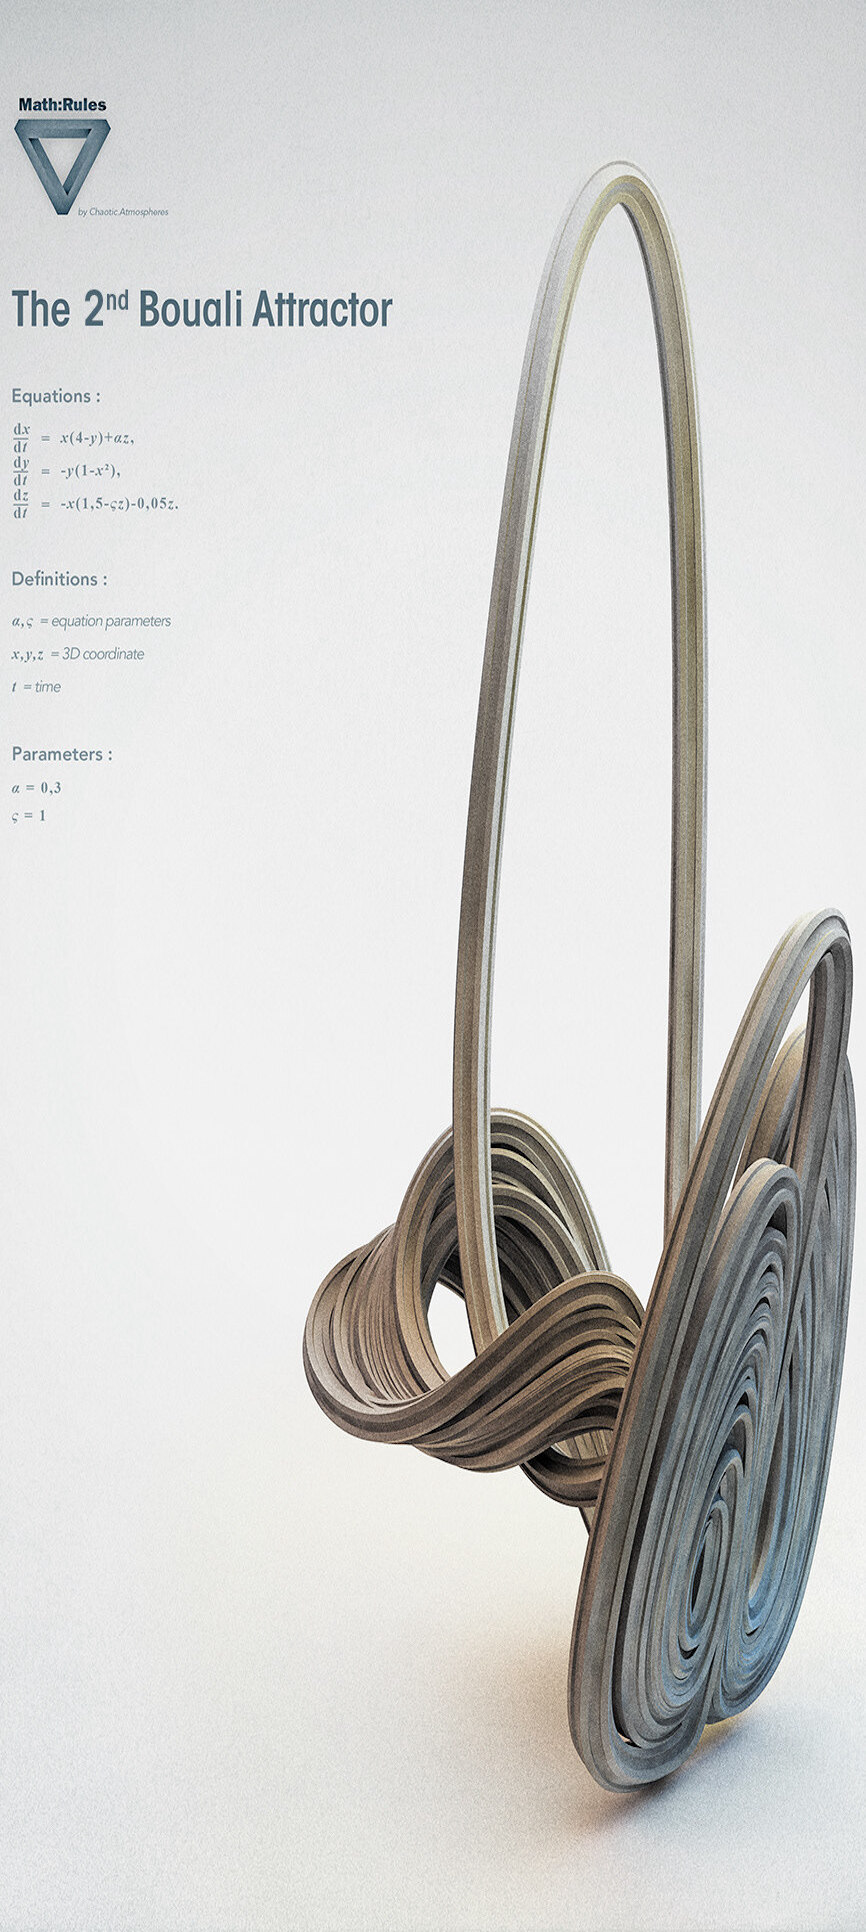 Math:Rules
by Chaotic Atmospheres
The 2nd Bouali Attractor
Equations :
dx/dt = x(4-y)+αz,
dy/dt = -y(1-x²),
dz/dt = -x(1,5-ςz)-0,05z.
Definitions :
α,ς = equation parameters
x,y,z = 3D coordinate
t = time
Parameters :
α = 0,3
ς = 1